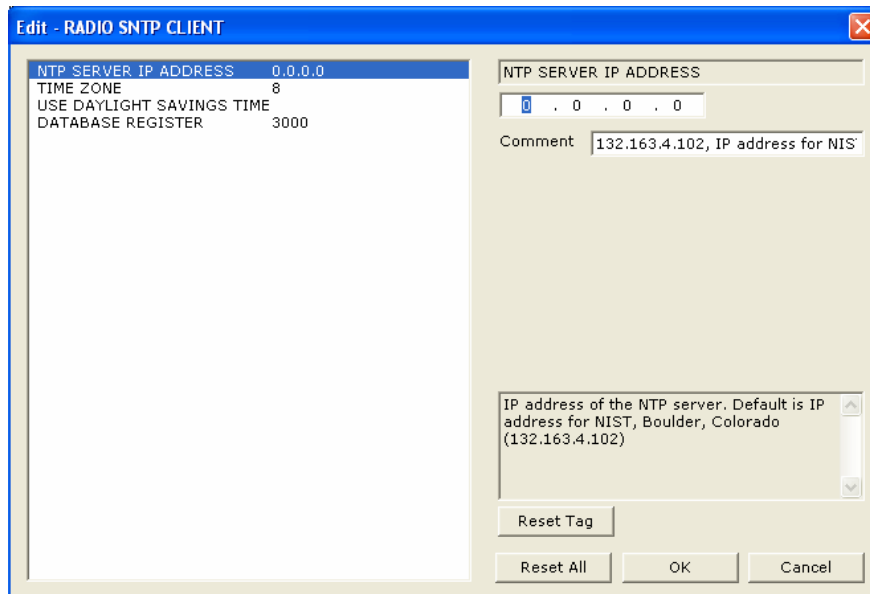 Edit - RADIO SNTP CLIENT
NTP SERVER IP ADDRESS 0.0.0.0
TIME ZONE 8
USE DAYLIGHT SAVINGS TIME
DATABASE REGISTER 3000
NTP SERVER IP ADDRESS
0 . 0 . 0 . 0
Comment 132.163.4.102, IP address for NIS
IP address of the NTP server. Default is IP
address for NIST, Boulder, Colorado
(132.163.4.102)
Reset Tag
Reset All OK Cancel